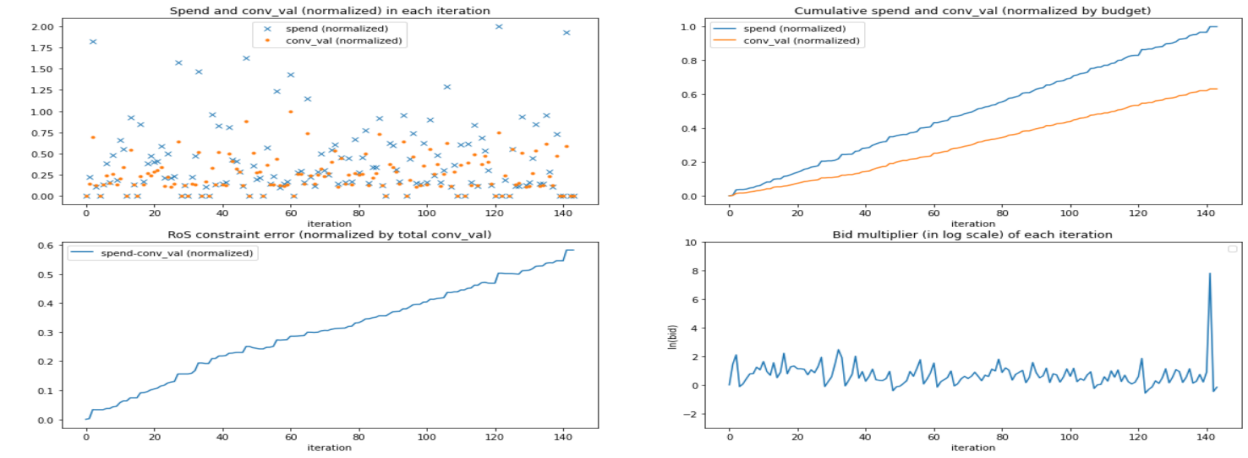 Spend and conv_val (normalized) in each iteration
spend (normalized)
conv_val (normalized)
2.00
1.75
1.50
1.25
1.00
0.75
0.50
0.25
0.00
0 20 40 60 80 100 120 140
iteration
Cumulative spend and conv_val (normalized by budget)
spend (normalized)
conv_val (normalized)
1.0
0.8
0.6
0.4
0.2
0.0
0 20 40 60 80 100 120 140
iteration
RoS constraint error (normalized by total conv_val)
spend-conv_val (normalized)
0.6
0.5
0.4
0.3
0.2
0.1
0.0
0 20 40 60 80 100 120 140
iteration
Bid multiplier (in log scale) of each iteration
ln(bid)
10
8
6
4
2
0
−2
0 20 40 60 80 100 120 140
iteration